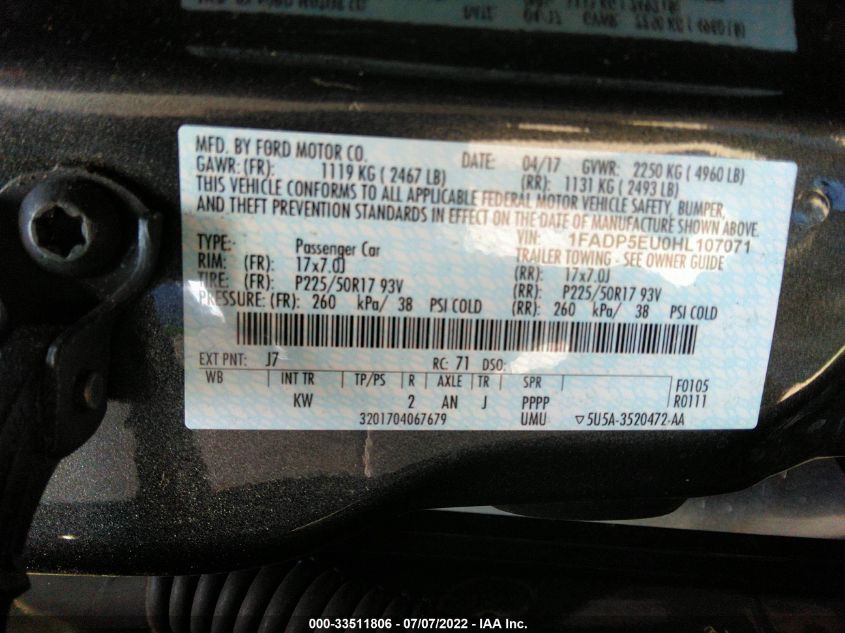 MFD. BY FORD MOTOR CO.
DATE: 04/17 GVWR: 2250 KG ( 4960 LB)
GAWR: (FR): 1119 KG ( 2467 LB) (RR): 1131 KG ( 2493 LB)
THIS VEHICLE CONFORMS TO ALL APPLICABLE FEDERAL MOTOR VEHICLE SAFETY, BUMPER,
AND THEFT PREVENTION STANDARDS IN EFFECT ON THE DATE OF MANUFACTURE SHOWN ABOVE.
VIN: 1FADP5EU0HL107071
TYPE: Passenger Car TRAILER TOWING - SEE OWNER GUIDE
RIM: (FR): 17x7.0J (RR): 17x7.0J
TIRE: (FR): P225/50R17 93V (RR): P225/50R17 93V
PRESSURE: (FR): 260 kPa/ 38 PSI COLD (RR): 260 kPa/ 38 PSI COLD
EXT PNT: J7 RC: 71 DSO:
WB INT TR TP/PS R AXLE TR SPR F0105
KW 2 AN J PPPP R0111
3201704067679 UMU ▽5U5A-3520472-AA
000-33511806 - 07/07/2022 - IAA Inc.